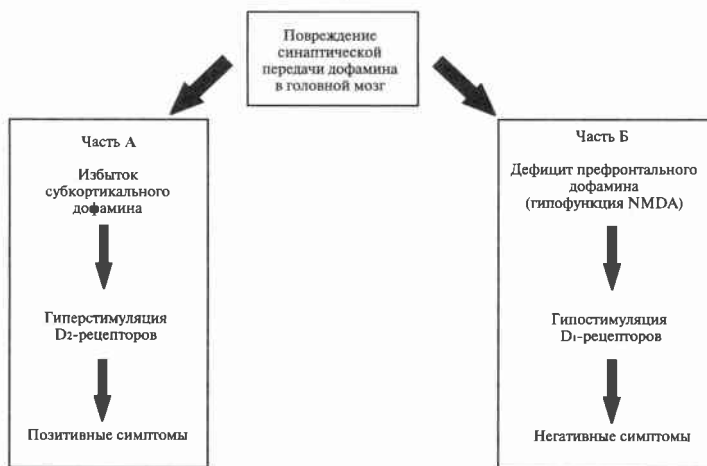 Повреждение
синаптической
передачи дофамина
в головной мозг
Часть А
Избыток
субкортикального
дофамина
Гиперстимуляция
D2-рецепторов
Позитивные симптомы
Часть Б
Дефицит префронтального
дофамина
(гипофункция NMDA)
Гипостимуляция
D1-рецепторов
Негативные симптомы